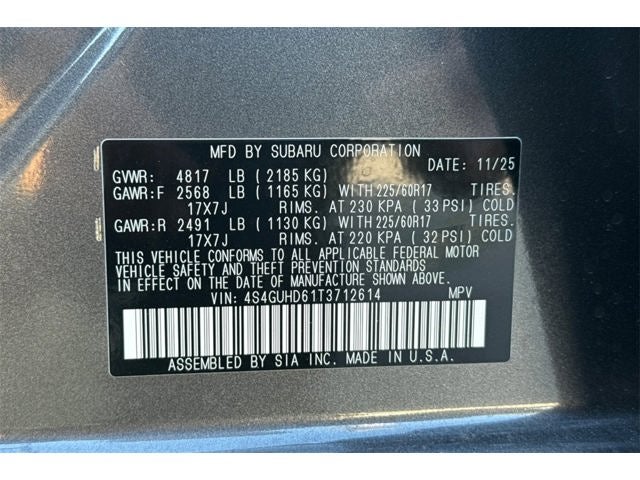 MFD BY SUBARU CORPORATION
GVWR: 4817 LB (2185 KG) DATE: 11/25
GAWR:F 2568 LB (1165 KG) WITH 225/60R17 TIRES.
17X7J RIMS. AT 230 KPA (33 PSI) COLD
GAWR:R 2491 LB (1130 KG) WITH 225/60R17 TIRES.
17X7J RIMS. AT 220 KPA (32 PSI) COLD
THIS VEHICLE CONFORMS TO ALL APPLICABLE FEDERAL MOTOR
VEHICLE SAFETY AND THEFT PREVENTION STANDARDS
IN EFFECT ON THE DATE OF MANUFACTURE SHOWN ABOVE.
VIN: 4S4GUHD61T3712614 MPV
ASSEMBLED BY SIA INC. MADE IN U.S.A.